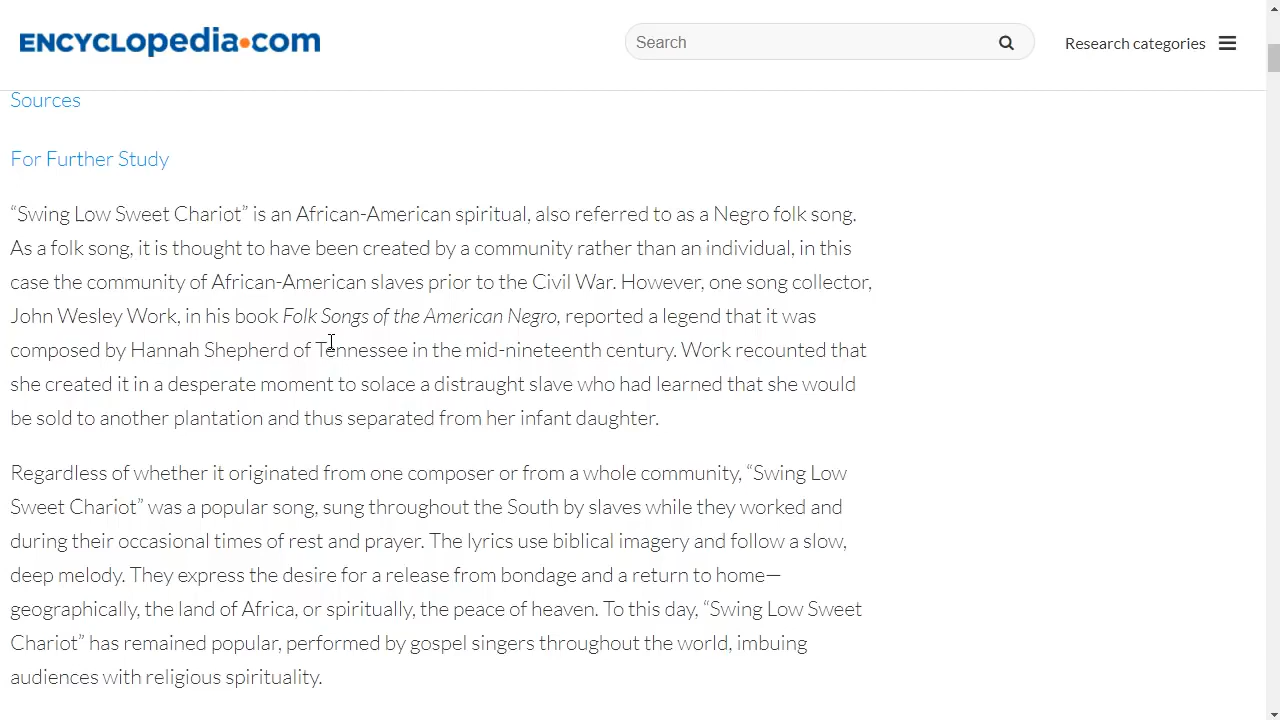 ENCYCLopedia.com
Search
Research categories
Sources
For Further Study
“Swing Low Sweet Chariot” is an African-American spiritual, also referred to as a Negro folk song.
As a folk song, it is thought to have been created by a community rather than an individual, in this
case the community of African-American slaves prior to the Civil War. However, one song collector,
John Wesley Work, in his book Folk Songs of the American Negro, reported a legend that it was
composed by Hannah Shepherd of Tennessee in the mid-nineteenth century. Work recounted that
she created it in a desperate moment to solace a distraught slave who had learned that she would
be sold to another plantation and thus separated from her infant daughter.
Regardless of whether it originated from one composer or from a whole community, “Swing Low
Sweet Chariot” was a popular song, sung throughout the South by slaves while they worked and
during their occasional times of rest and prayer. The lyrics use biblical imagery and follow a slow,
deep melody. They express the desire for a release from bondage and a return to home—
geographically, the land of Africa, or spiritually, the peace of heaven. To this day, “Swing Low Sweet
Chariot” has remained popular, performed by gospel singers throughout the world, imbuing
audiences with religious spirituality.